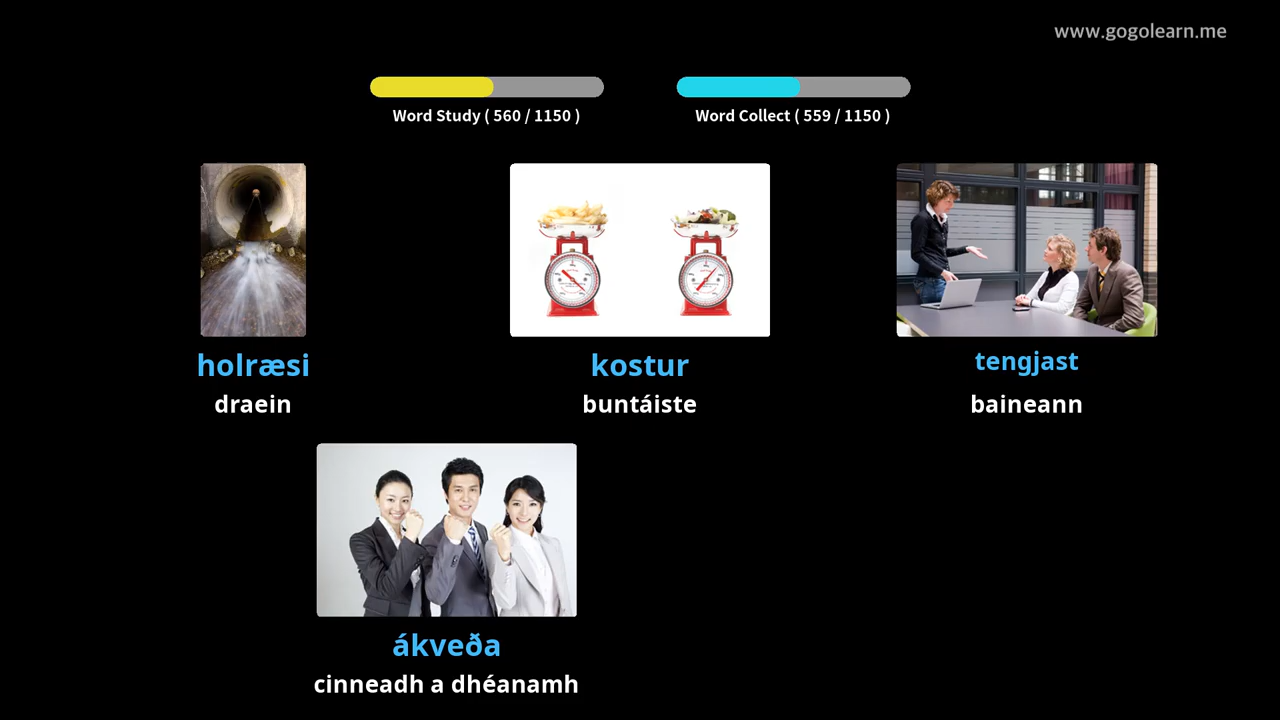 www.gogolearn.me
Word Study ( 560 / 1150 )
Word Collect ( 559 / 1150 )
holræsi
draein
kostur
buntáiste
tengjast
baineann
ákveða
cinneadh a dhéanamh